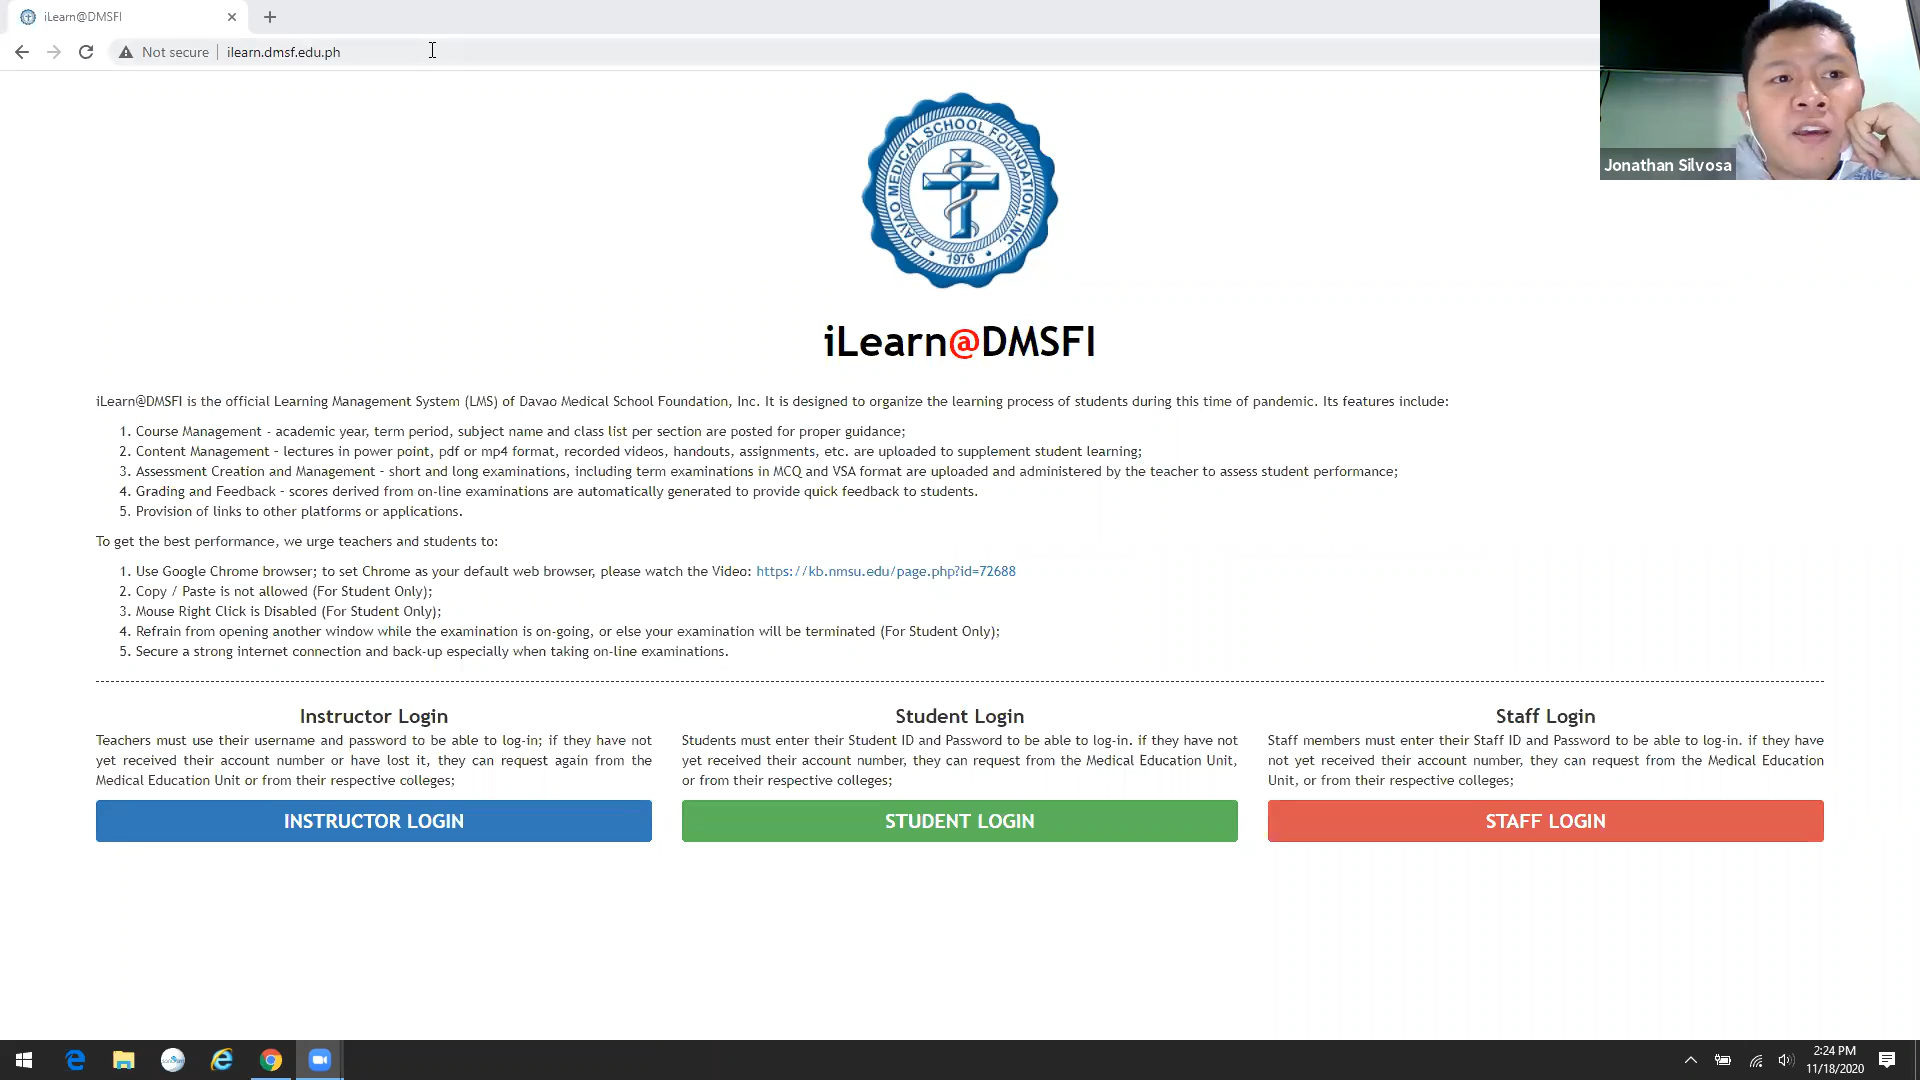 iLearn@DMSFI
Not secure
ilearn.dmsf.edu.ph
Jonathan Silvosa
DAVAO MEDICAL SCHOOL FOUNDATION, INC.
1976
iLearn@DMSFI
iLearn@DMSFI is the official Learning Management System (LMS) of Davao Medical School Foundation, Inc. It is designed to organize the learning process of students during this time of pandemic. Its features include:
1. Course Management - academic year, term period, subject name and class list per section are posted for proper guidance;
2. Content Management - lectures in power point, pdf or mp4 format, recorded videos, handouts, assignments, etc. are uploaded to supplement student learning;
3. Assessment Creation and Management - short and long examinations, including term examinations in MCQ and VSA format are uploaded and administered by the teacher to assess student performance;
4. Grading and Feedback - scores derived from on-line examinations are automatically generated to provide quick feedback to students.
5. Provision of links to other platforms or applications.
To get the best performance, we urge teachers and students to:
1. Use Google Chrome browser; to set Chrome as your default web browser, please watch the Video: https://kb.nmsu.edu/page.php?id=72688
2. Copy / Paste is not allowed (For Student Only);
3. Mouse Right Click is Disabled (For Student Only);
4. Refrain from opening another window while the examination is on-going, or else your examination will be terminated (For Student Only);
5. Secure a strong internet connection and back-up especially when taking on-line examinations.
Instructor Login
Teachers must use their username and password to be able to log-in; if they have not
yet received their account number or have lost it, they can request again from the
Medical Education Unit or from their respective colleges;
INSTRUCTOR LOGIN
Student Login
Students must enter their Student ID and Password to be able to log-in. if they have not
yet received their account number, they can request from the Medical Education Unit,
or from their respective colleges;
STUDENT LOGIN
Staff Login
Staff members must enter their Staff ID and Password to be able to log-in. if they have
not yet received their account number, they can request from the Medical Education
Unit, or from their respective colleges;
STAFF LOGIN
2:24 PM
11/18/2020